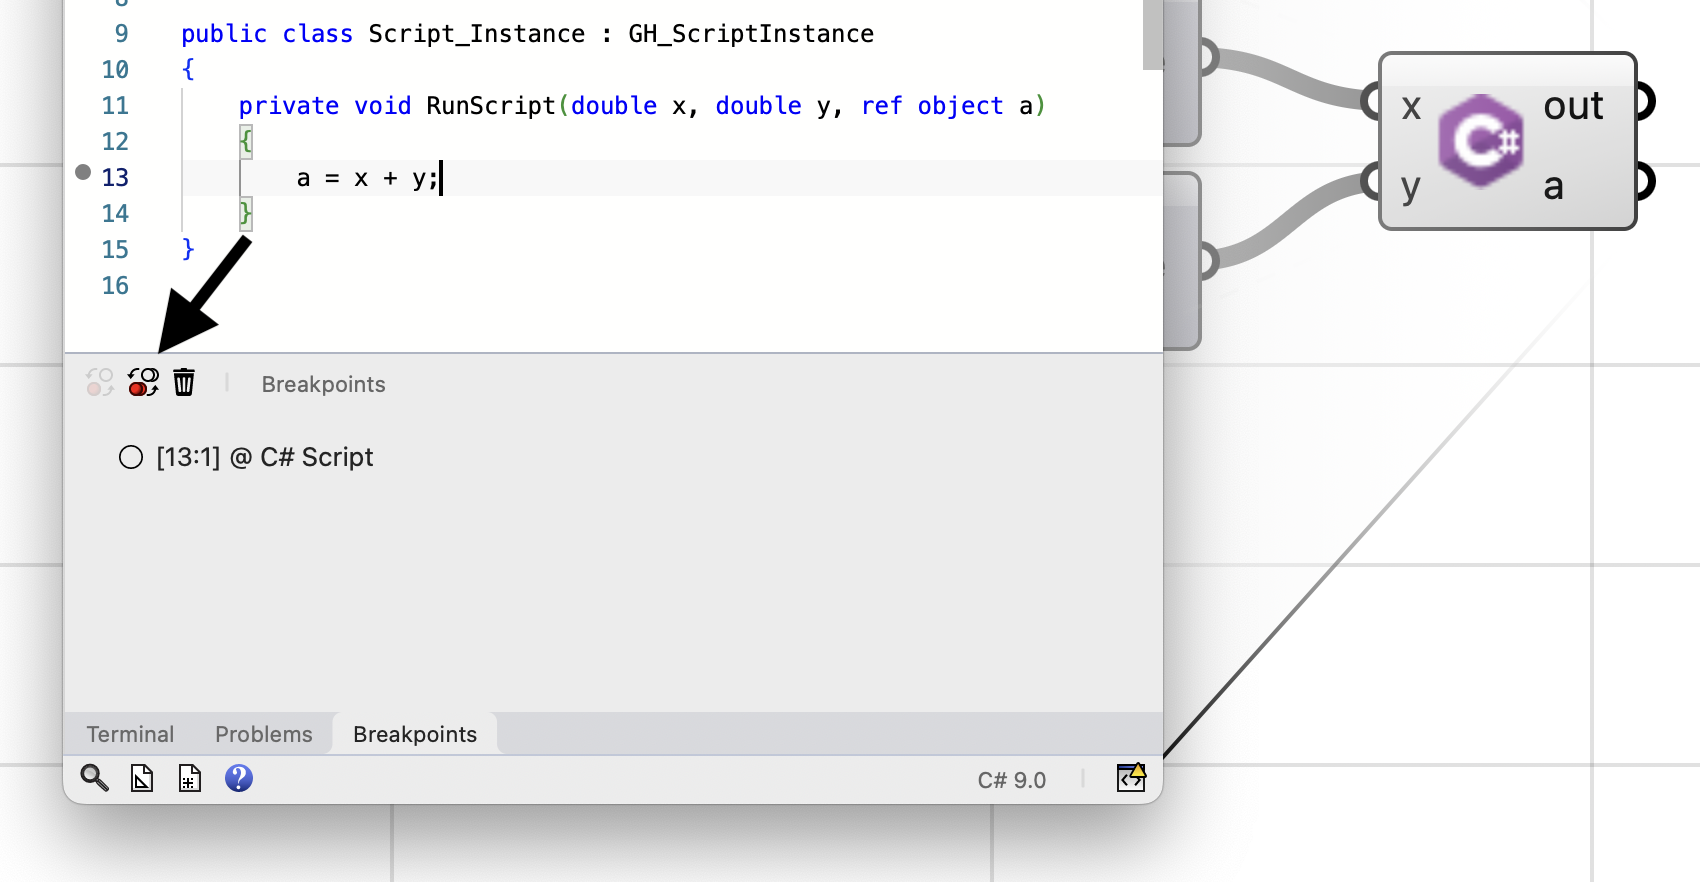 9 public class Script_Instance : GH_ScriptInstance
10 {
11 private void RunScript(double x, double y, ref object a)
12 {
13 a = x + y;
14 }
15 }
16
Breakpoints
[13:1] @ C# Script
Terminal Problems Breakpoints
C# 9.0
x out
y a
C#